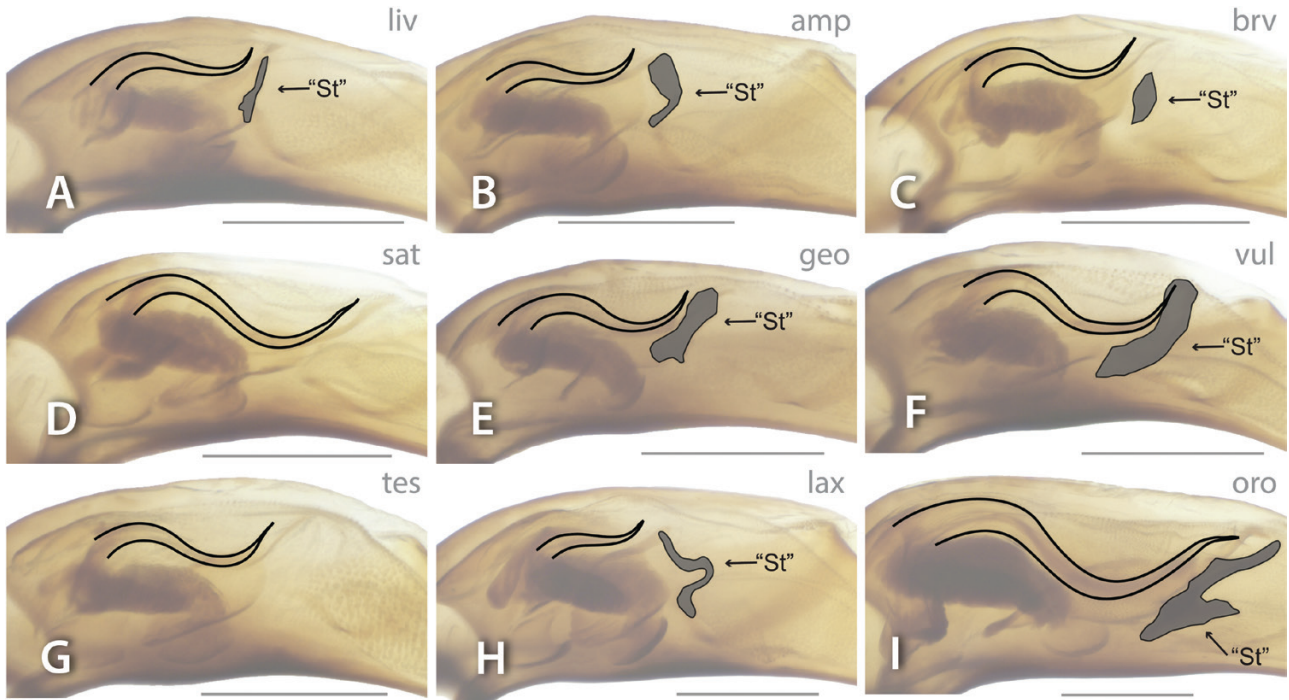 liv
"St"
A
amp
"St"
B
brv
"St"
C
sat
D
geo
"St"
E
vul
"St"
F
tes
G
lax
"St"
H
oro
"St"
I